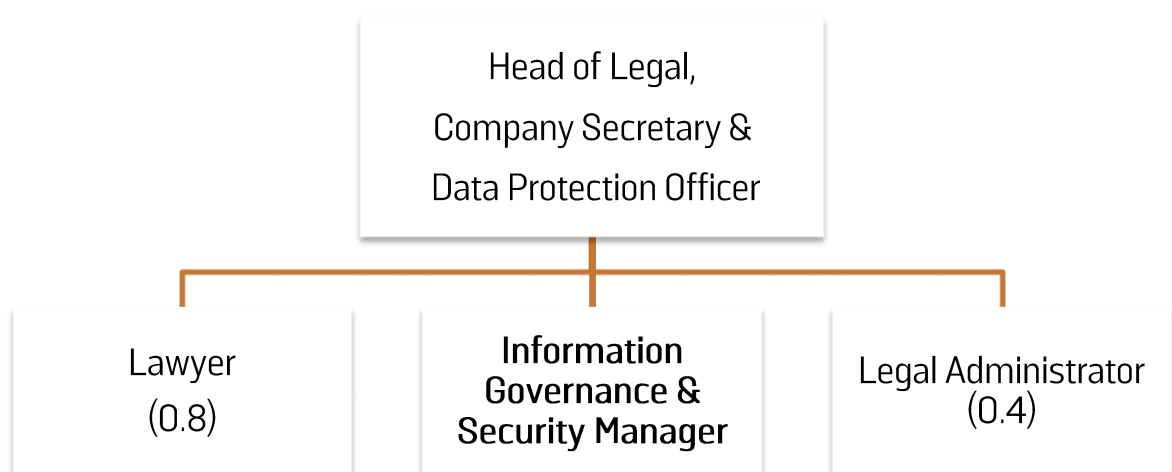 Head of Legal,
Company Secretary &
Data Protection Officer
Lawyer
(0.8)
Information
Governance &
Security Manager
Legal Administrator
(0.4)